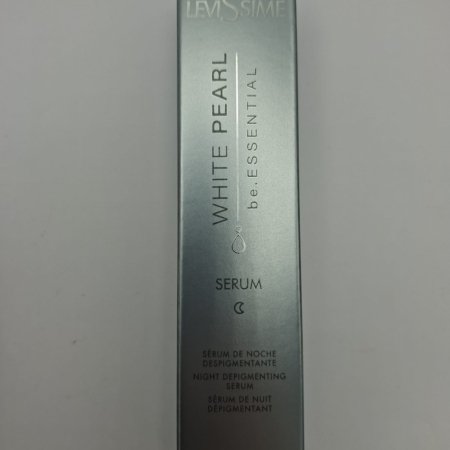 LEVISSIME
WHITE PEARL
be.ESSENTIAL
SERUM
SÉRUM DE NOCHE
DESPIGMENTANTE
NIGHT DEPIGMENTING
SERUM
SÉRUM DE NUIT
DÉPIGMENTANT